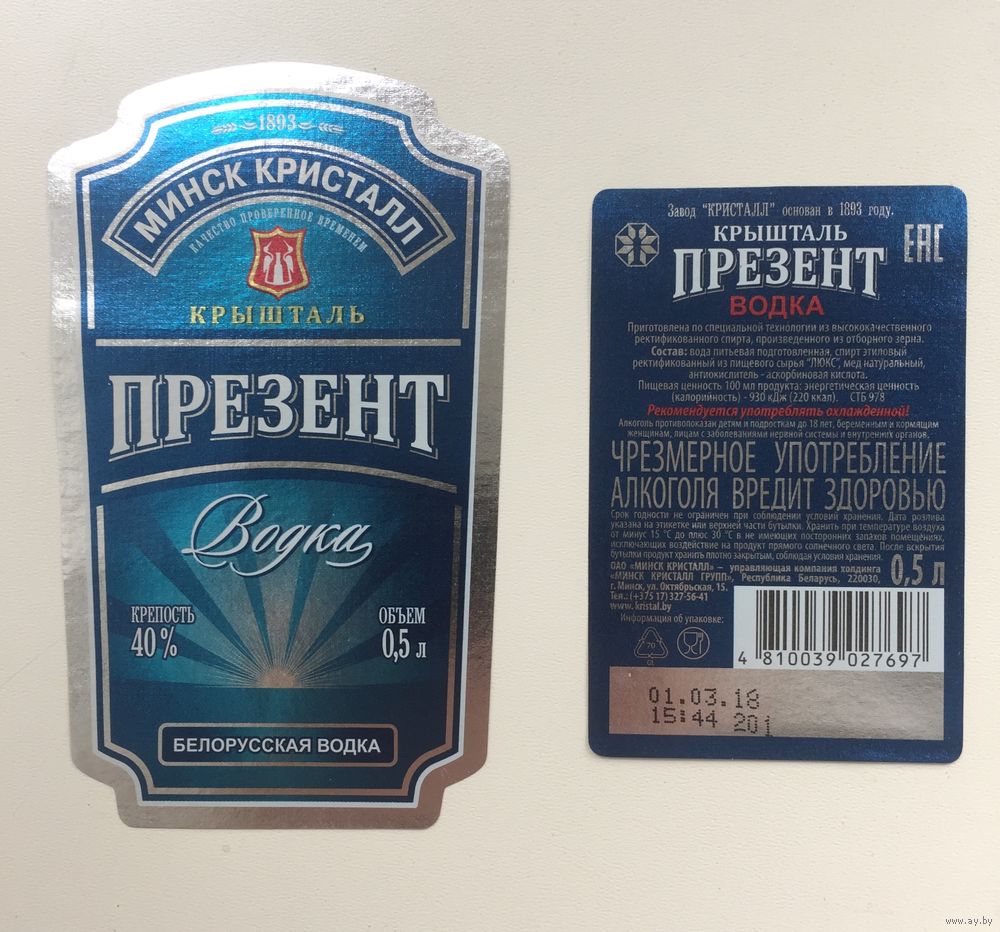 1893
МИНСК КРИСТАЛЛ
КАЧЕСТВО ПРОВЕРЕННОЕ ВРЕМЕНЕМ
КРЫШТАЛЬ
ПРЕЗЕНТ
Водка
КРЕПОСТЬ
40%
ОБЪЕМ
0,5 л
БЕЛОРУССКАЯ ВОДКА
Завод "КРИСТАЛЛ" основан в 1893 году.
КРЫШТАЛЬ
ЕАС
ПРЕЗЕНТ
ВОДКА
Приготовлена по специальной технологии из высококачественного
ректификованного спирта, произведенного из отборного зерна.
Состав: вода питьевая подготовленная, спирт этиловый
ректификованный из пищевого сырья "ЛЮКС", мед натуральный,
антиокислитель - аскорбиновая кислота.
Пищевая ценность 100 мл продукта: энергетическая ценность
(калорийность) - 930 кДж (220 ккал). СТБ 978
Рекомендуется употреблять охлажденной!
Алкоголь противопоказан детям и подросткам до 18 лет, беременным и кормящим
женщинам, лицам с заболеваниями нервной системы и внутренних органов.
ЧРЕЗМЕРНОЕ УПОТРЕБЛЕНИЕ
АЛКОГОЛЯ ВРЕДИТ ЗДОРОВЬЮ
Срок годности не ограничен при соблюдении условий хранения. Дата розлива
указана на этикетке или верхней части бутылки. Хранить при температуре воздуха
от минус 15 °С до плюс 30 °С в не имеющих посторонних запахов помещениях,
исключающих воздействие на продукт прямого солнечного света. После вскрытия
бутылки продукт хранить плотно закрытым, соблюдая условия хранения.
ОАО «МИНСК КРИСТАЛЛ» – управляющая компания холдинга
«МИНСК КРИСТАЛЛ ГРУПП», Республика Беларусь, 220030,
г. Минск, ул. Октябрьская, 15.
Тел.: (+375 17) 327-56-41
www. kristal.by
0,5 л
Информация об упаковке:
70
GL
4 810039 027697
01.03.18
15:44 201
www.ay.by